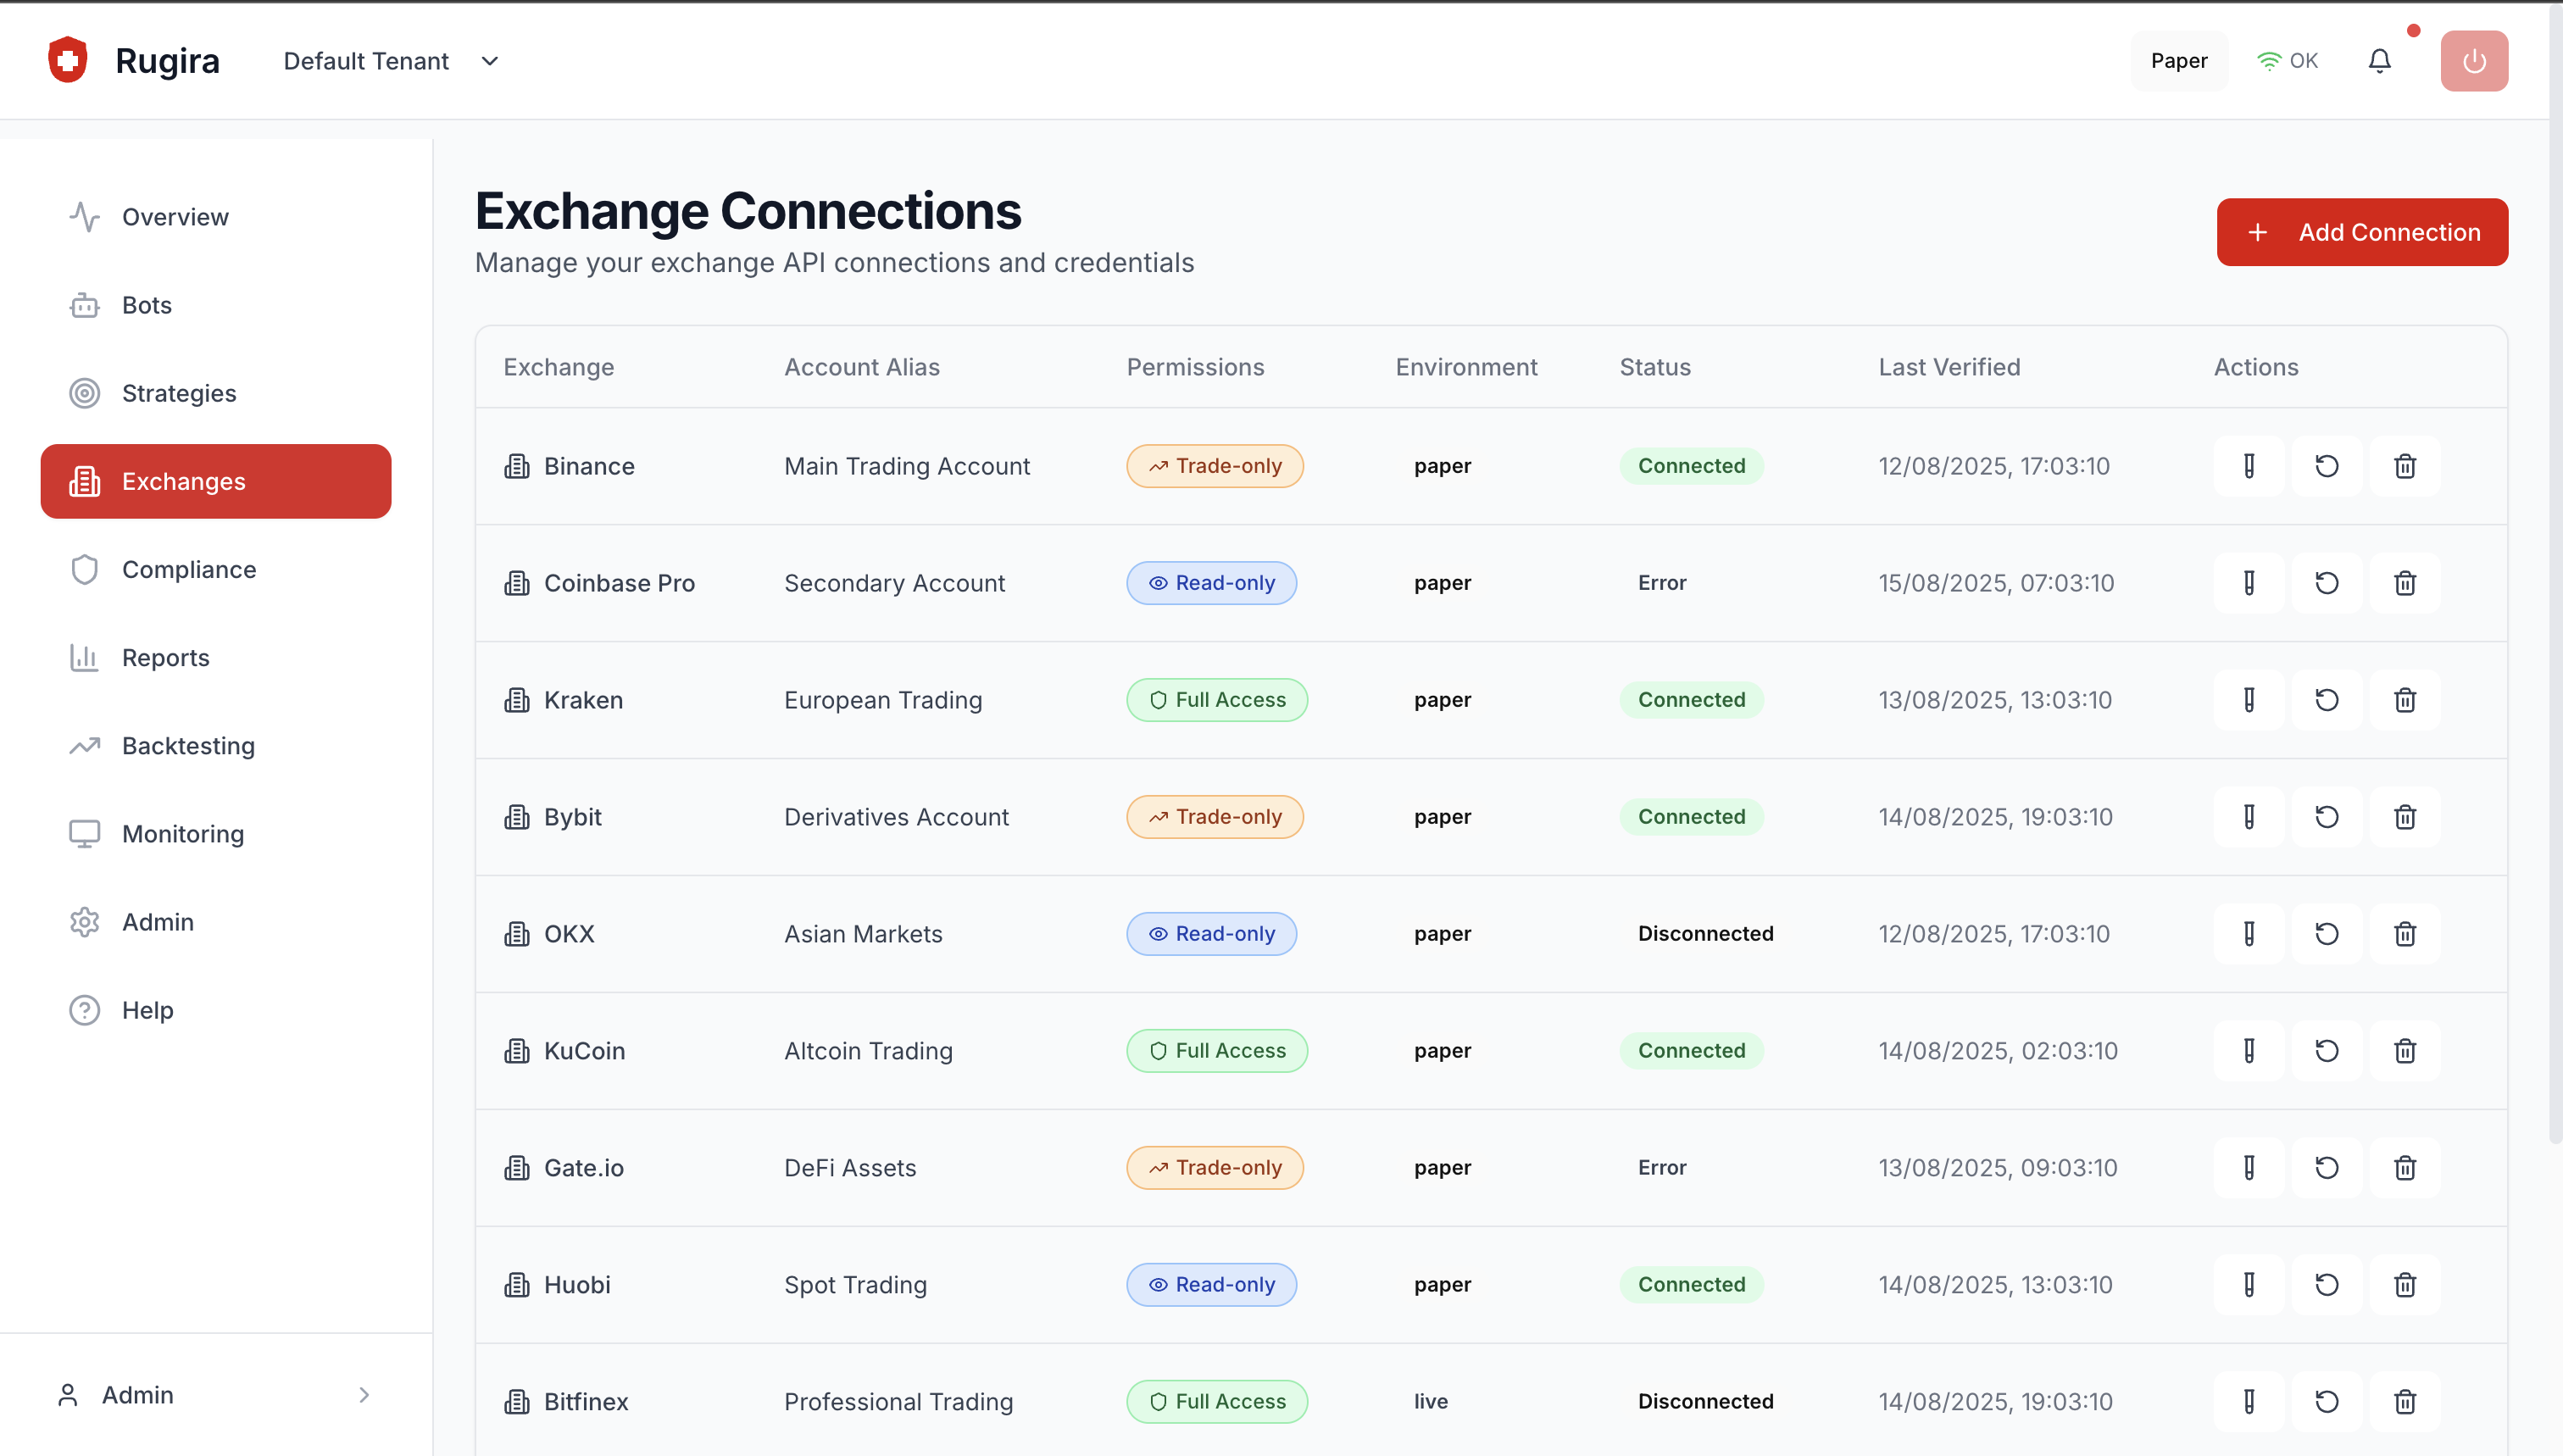 Rugira
Default Tenant
Paper
OK
Overview
Bots
Strategies
Exchanges
Compliance
Reports
Backtesting
Monitoring
Admin
Help
Admin
Exchange Connections
Manage your exchange API connections and credentials
+ Add Connection
Exchange Account Alias Permissions Environment Status Last Verified Actions
Binance Main Trading Account Trade-only paper Connected 12/08/2025, 17:03:10
Coinbase Pro Secondary Account Read-only paper Error 15/08/2025, 07:03:10
Kraken European Trading Full Access paper Connected 13/08/2025, 13:03:10
Bybit Derivatives Account Trade-only paper Connected 14/08/2025, 19:03:10
OKX Asian Markets Read-only paper Disconnected 12/08/2025, 17:03:10
KuCoin Altcoin Trading Full Access paper Connected 14/08/2025, 02:03:10
Gate.io DeFi Assets Trade-only paper Error 13/08/2025, 09:03:10
Huobi Spot Trading Read-only paper Connected 14/08/2025, 13:03:10
Bitfinex Professional Trading Full Access live Disconnected 14/08/2025, 19:03:10